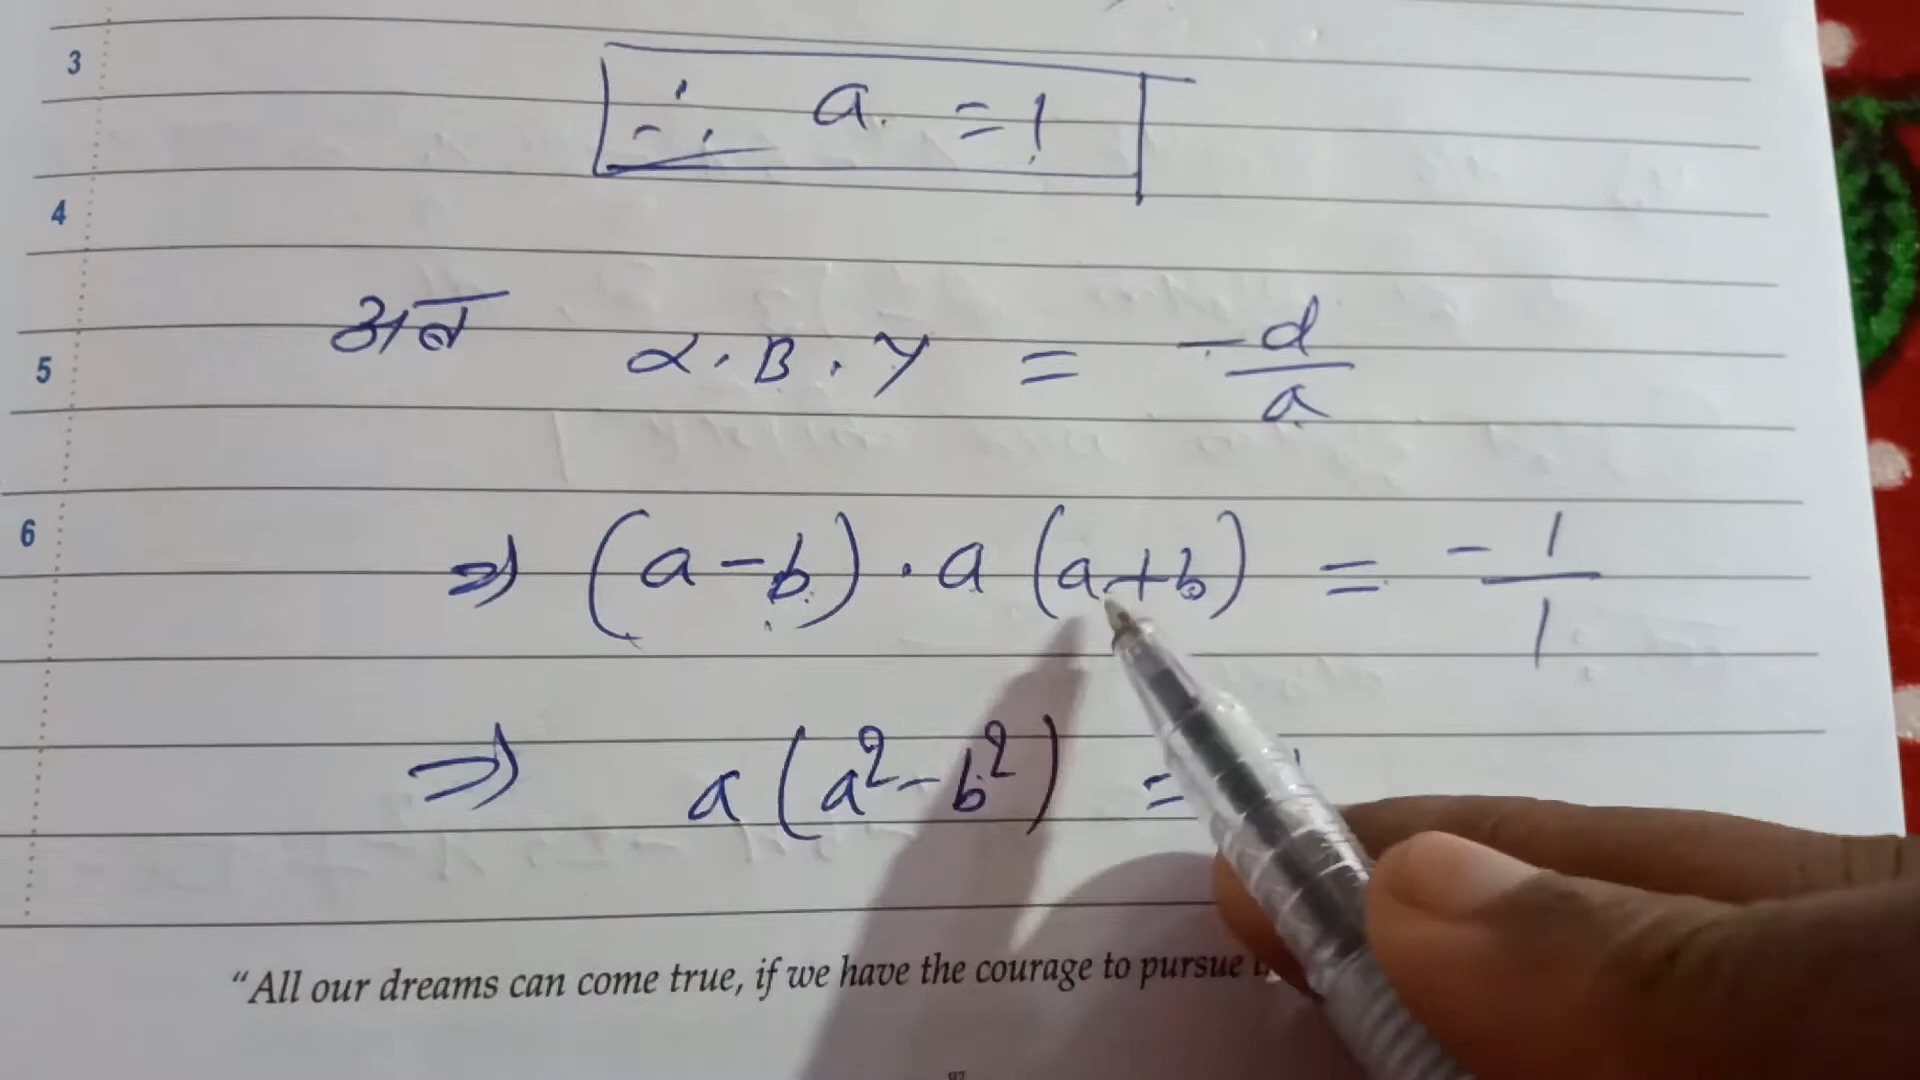 3
∴ a = 1
4
अब α · B · γ = -d/a
5
6
⇒ (a - b) · a (a + b) = - 1/1
⇒ a (a² - b²) =
“All our dreams can come true, if we have the courage to pursue
97